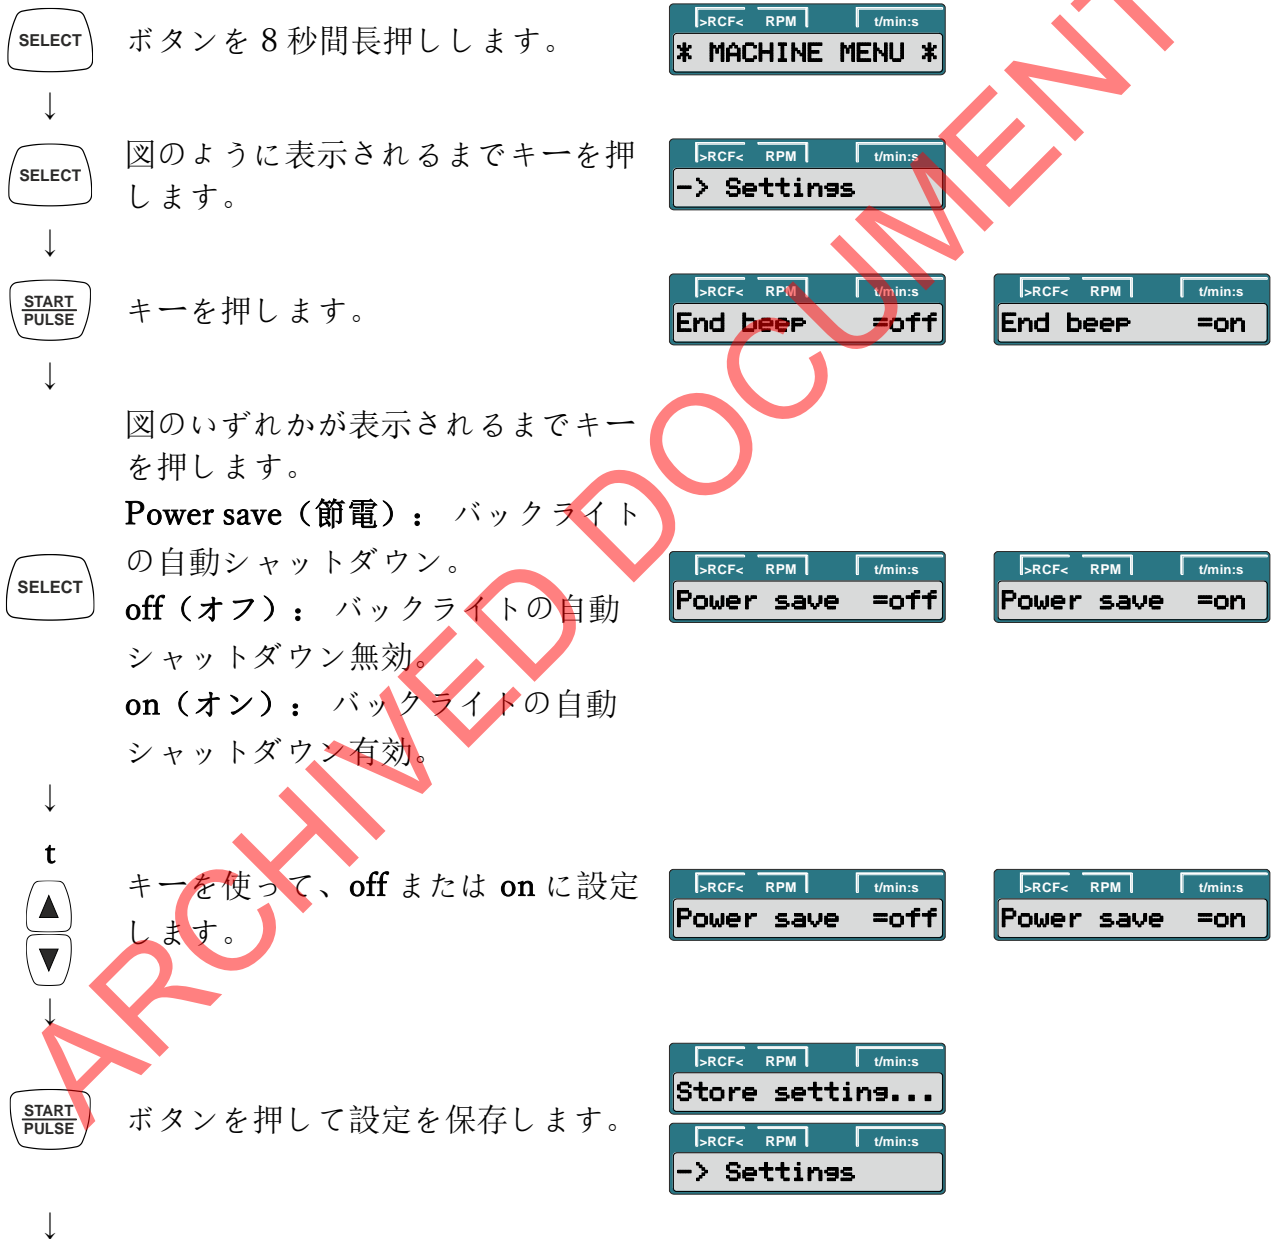 SELECT
ボタンを 8 秒間長押しします。
>RCF< RPM t/min:s
* MACHINE MENU *
↓
SELECT
図のように表示されるまでキーを押
します。
>RCF< RPM t/min:s
-> Settings
↓
START
PULSE
キーを押します。
>RCF< RPM t/min:s
End beep =off
>RCF< RPM t/min:s
End beep =on
↓
SELECT
図のいずれかが表示されるまでキー
を押します。
Power save（節電）： バックライト
の自動シャットダウン。
off（オフ）： バックライトの自動
シャットダウン無効。
on（オン）： バックライトの自動
シャットダウン有効。
>RCF< RPM t/min:s
Power save =off
>RCF< RPM t/min:s
Power save =on
↓
t
キーを使って、off または on に設定
します。
>RCF< RPM t/min:s
Power save =off
>RCF< RPM t/min:s
Power save =on
↓
START
PULSE
ボタンを押して設定を保存します。
>RCF< RPM t/min:s
Store setting...
>RCF< RPM t/min:s
-> Settings
↓
ARCHIVED DOCUMENT